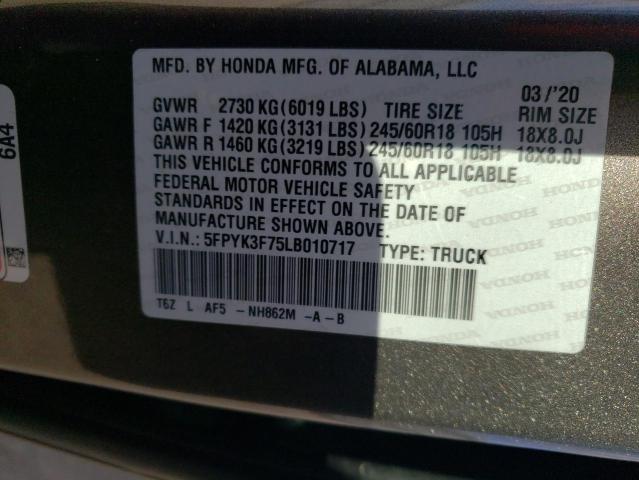 MFD. BY HONDA MFG. OF ALABAMA, LLC
03/'20
GVWR 2730 KG(6019 LBS) TIRE SIZE RIM SIZE
GAWR F 1420 KG(3131 LBS) 245/60R18 105H 18X8.0J
GAWR R 1460 KG(3219 LBS) 245/60R18 105H 18X8.0J
THIS VEHICLE CONFORMS TO ALL APPLICABLE
FEDERAL MOTOR VEHICLE SAFETY
STANDARDS IN EFFECT ON THE DATE OF
MANUFACTURE SHOWN ABOVE.
V.I.N.: 5FPYK3F75LB010717 TYPE: TRUCK
T6Z L AF5 -NH862M -A-B
6A4
HONDA